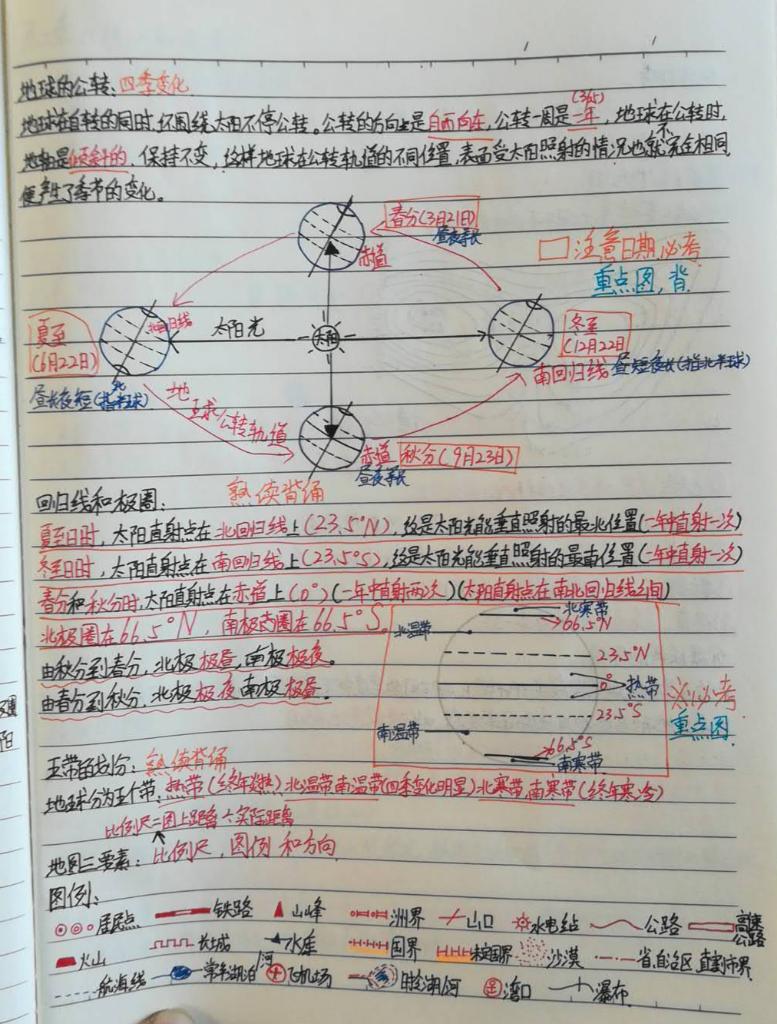 地球的公转：四季变化
(365)
地球在自转的同时，还围绕太阳不停公转。公转的方向也是自西向东，公转一周是一年，地球在公转时，
地轴是倾斜的，保持不变，这样地球在公转轨道的不同位置，表面受太阳照射的情况也就不完全相同，
便产生了季节的变化。
春分(3月21日)
昼夜等长
赤道
口注意日期必考
重点图，背
夏至
(6月22日)
北回归线
太阳光
太阳
冬至
(12月22日
南回归线 昼短夜长(指北半球)
昼长夜短(指北半球)
地
球公转轨道
赤道 秋分(9月23日)
昼夜等长
回归线和极圈：
熟读背诵
夏至日时，太阳直射点在北回归线上(23.5°N)，这是太阳光能垂直照射的最北位置(一年中直射一次)
冬至日时，太阳直射点在南回归线上(23.5°S)，这是太阳光能垂直照射的最南位置(一年中直射一次)
春分和秋分时，太阳直射点在赤道上(0°)(一年中直射两次)(太阳直射点在南北回归线之间)
北极圈在66.5°N，南极圈在66.5°S。
由秋分到春分，北极极昼，南极极夜。
由春分到秋分，北极极夜南极极昼。
北寒带
66.5°N
北温带
23.5°N
0°
热带
23.5°S
南温带
66.5°S
南寒带
※必考
重点图
五带的划分：熟读背诵
地球分为五个带，热带(终年炎热)北温带南温带(四季变化明显)北寒带，南寒带(终年寒冷)
比例尺=图上距离÷实际距离
地图三要素：比例尺，图例和方向
图例：
居民点 铁路 山峰 洲界 山口 水电站 公路 高速公路
火山 长城 水库 国界 未定国界 沙漠 省.自治区、直辖市界
航海线 常年湖泊河 飞机场 时令湖河 港口 瀑布